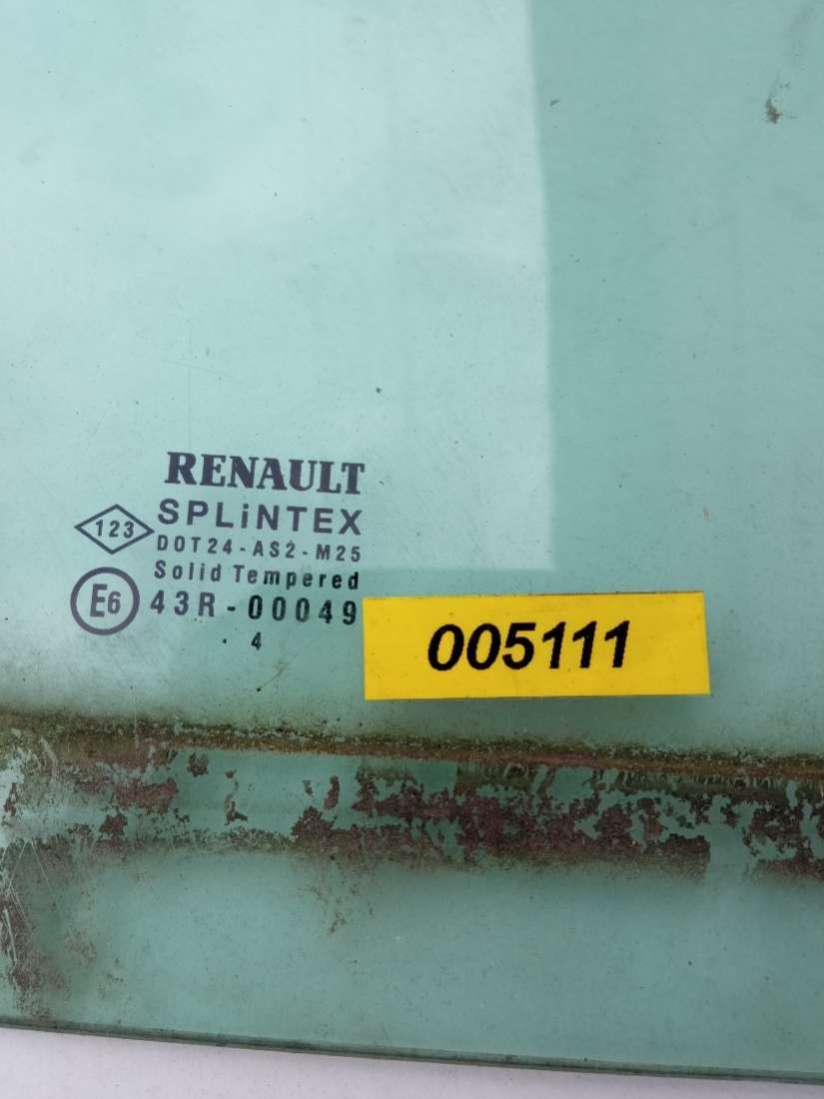 RENAULT
SPLiNTEX
123
DOT24-AS2-M25
Solid Tempered
E6 43R-00049
. 4
005111